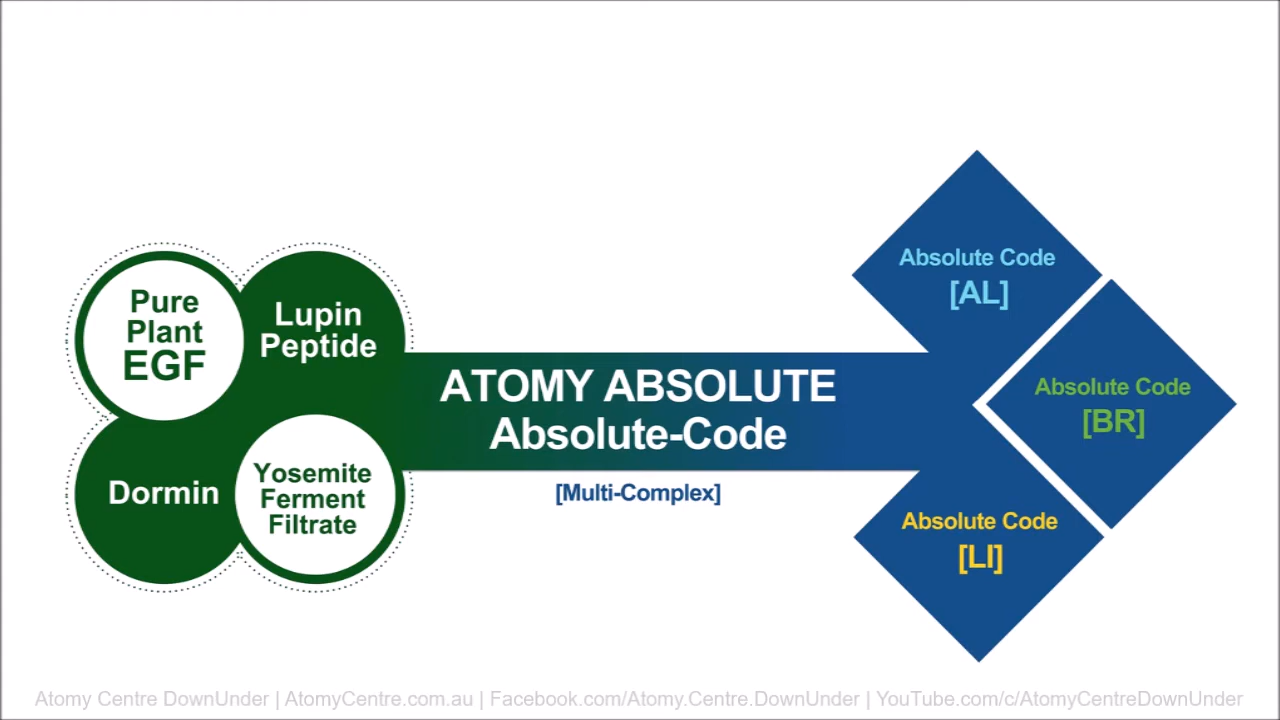 Pure
Plant
EGF
Lupin
Peptide
Dormin
Yosemite
Ferment
Filtrate
ATOMY ABSOLUTE
Absolute-Code
[Multi-Complex]
Absolute Code
[AL]
Absolute Code
[BR]
Absolute Code
[LI]
Atomy Centre DownUnder | AtomyCentre.com.au | Facebook.com/Atomy.Centre.DownUnder | YouTube.com/c/AtomyCentreDownUnder